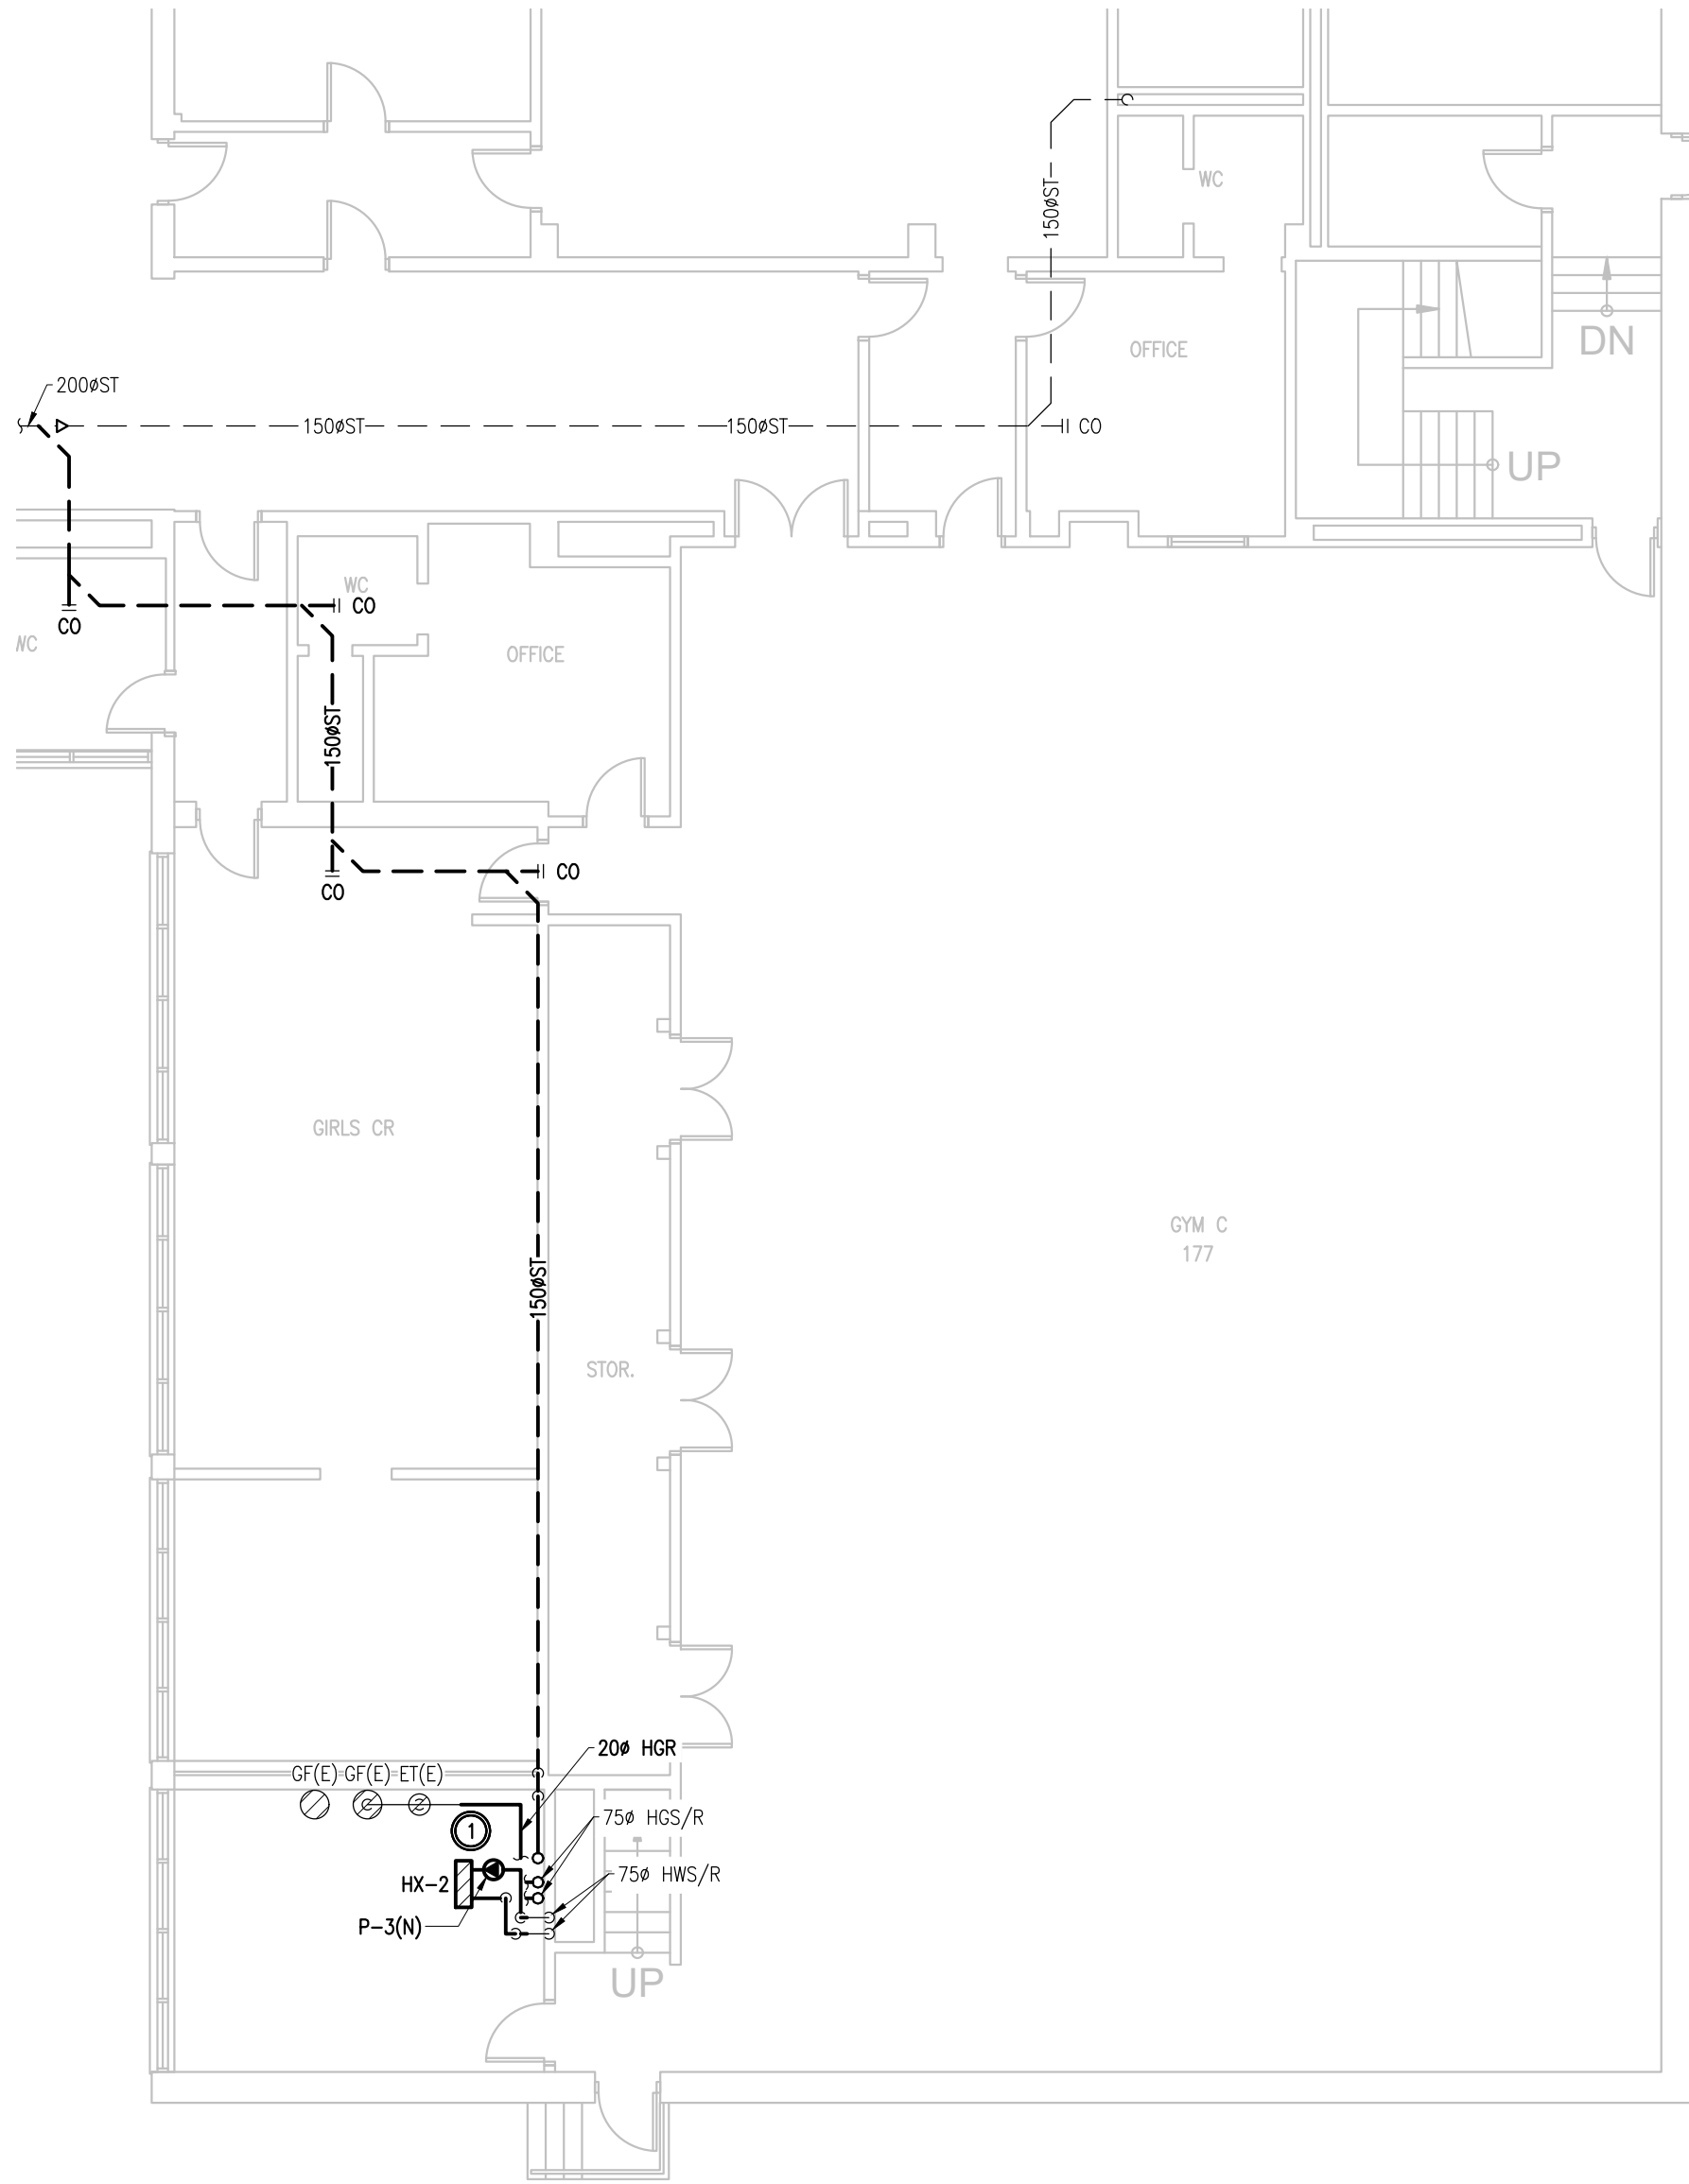 WC
150øST
OFFICE
DN
200øST
150øST
150øST
CO
UP
WC
CO
CO
WC
OFFICE
150øST
CO
CO
GIRLS CR
GYM C
177
150øST
STOR.
20ø HGR
GF(E)
GF(E)
ET(E)
75ø HGS/R
1
75ø HWS/R
HX-2
P-3(N)
UP